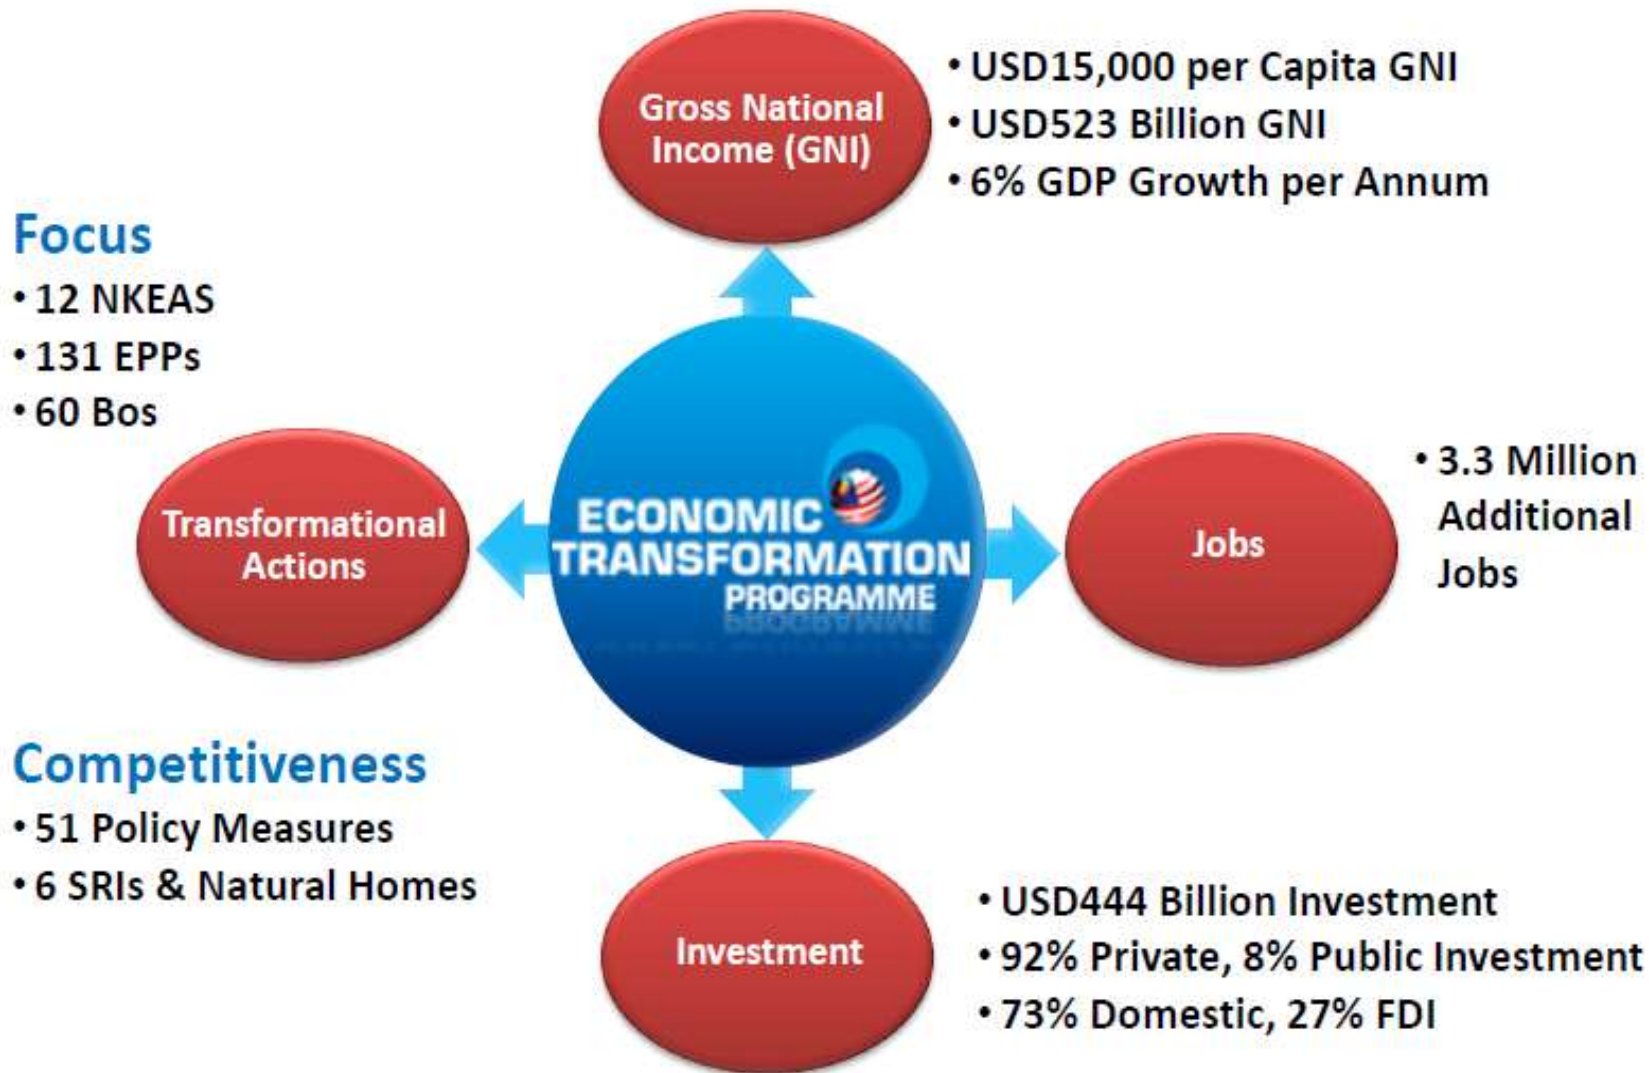 Gross National
Income (GNI)
• USD15,000 per Capita GNI
• USD523 Billion GNI
• 6% GDP Growth per Annum
Focus
• 12 NKEAS
• 131 EPPs
• 60 Bos
Transformational
Actions
ECONOMIC
TRANSFORMATION
PROGRAMME
Jobs
• 3.3 Million
Additional
Jobs
Competitiveness
• 51 Policy Measures
• 6 SRIs & Natural Homes
Investment
• USD444 Billion Investment
• 92% Private, 8% Public Investment
• 73% Domestic, 27% FDI